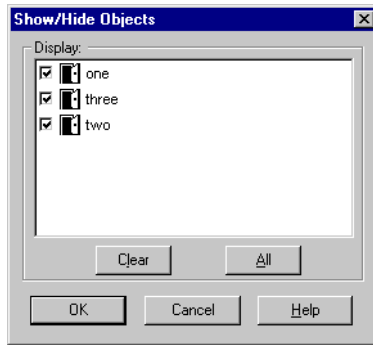 Show/Hide Objects
Display:
one
three
two
Clear All
OK Cancel Help